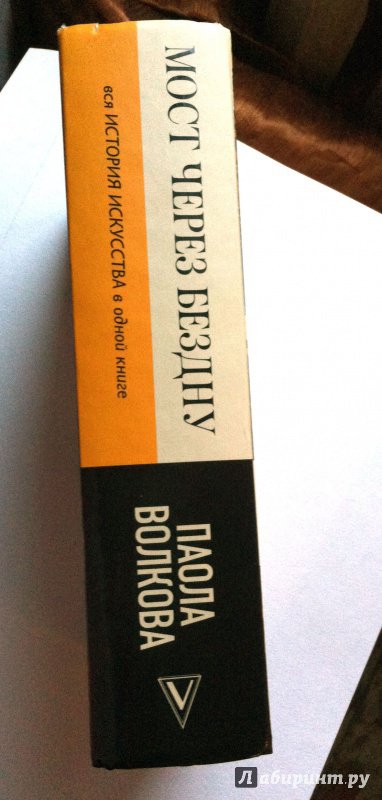 МОСТ ЧЕРЕЗ БЕЗДНУ
вся ИСТОРИЯ ИСКУССТВА в одной книге
ПАОЛА
ВОЛКОВА
Лабиринт.ру